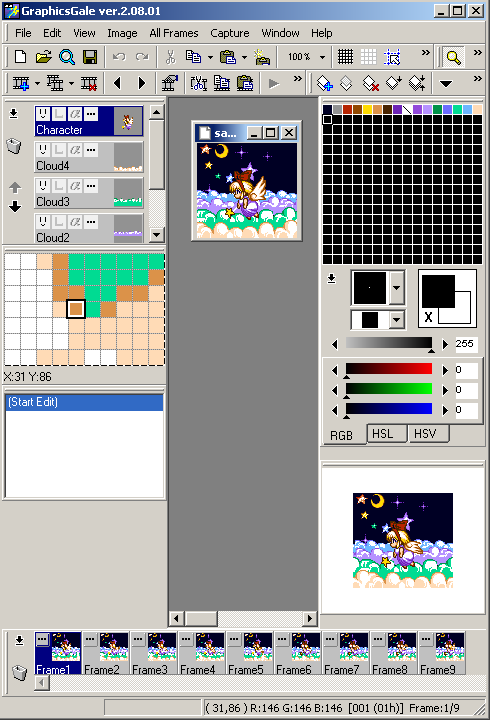 GraphicsGale ver.2.08.01
File Edit View Image All Frames Capture Window Help
100%
Character
Cloud4
Cloud3
Cloud2
sa...
X:31 Y:86
(Start Edit)
X
255
0
0
0
RGB HSL HSV
Frame1 Frame2 Frame3 Frame4 Frame5 Frame6 Frame7 Frame8 Frame9
( 31,86 ) R:146 G:146 B:146 [001 (01h)] Frame:1/9